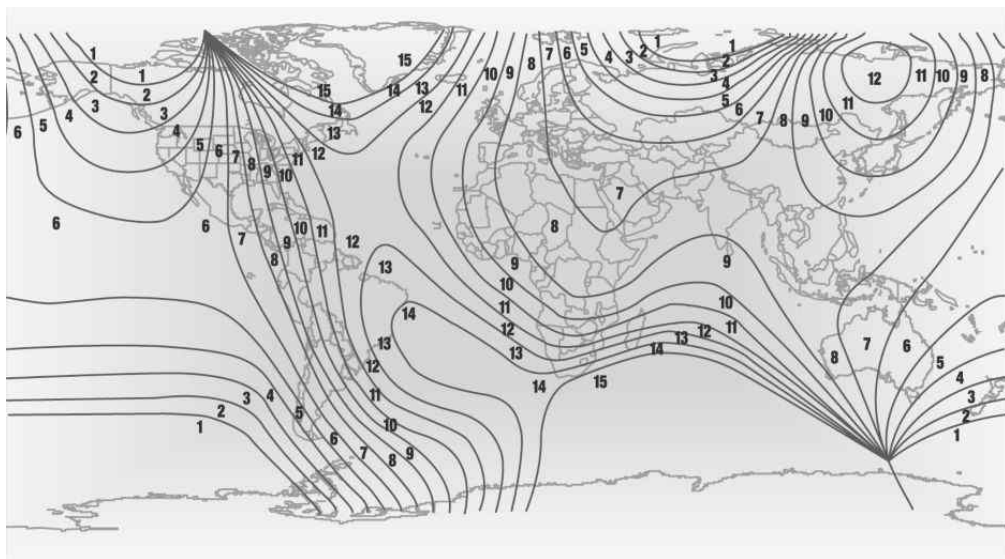 1 7 6 5 4 3 2 1
15 8 2
2 1 10 9 3 12 11 10 9 8
2 15 14 13 11 4
3 3 14 12 5 6 11
4 10
5 7 8 9
6 4 13
5 6 7 12
11 8
9 10
7
6 6 10 11 8
7 9 12
8 13 9 9
10
11 14 10
12 12 11
13 13 7 6
13 14 8
12 5
14 15 4
4 3 11 3
2 5 2
1 10
6 1
7 8 9